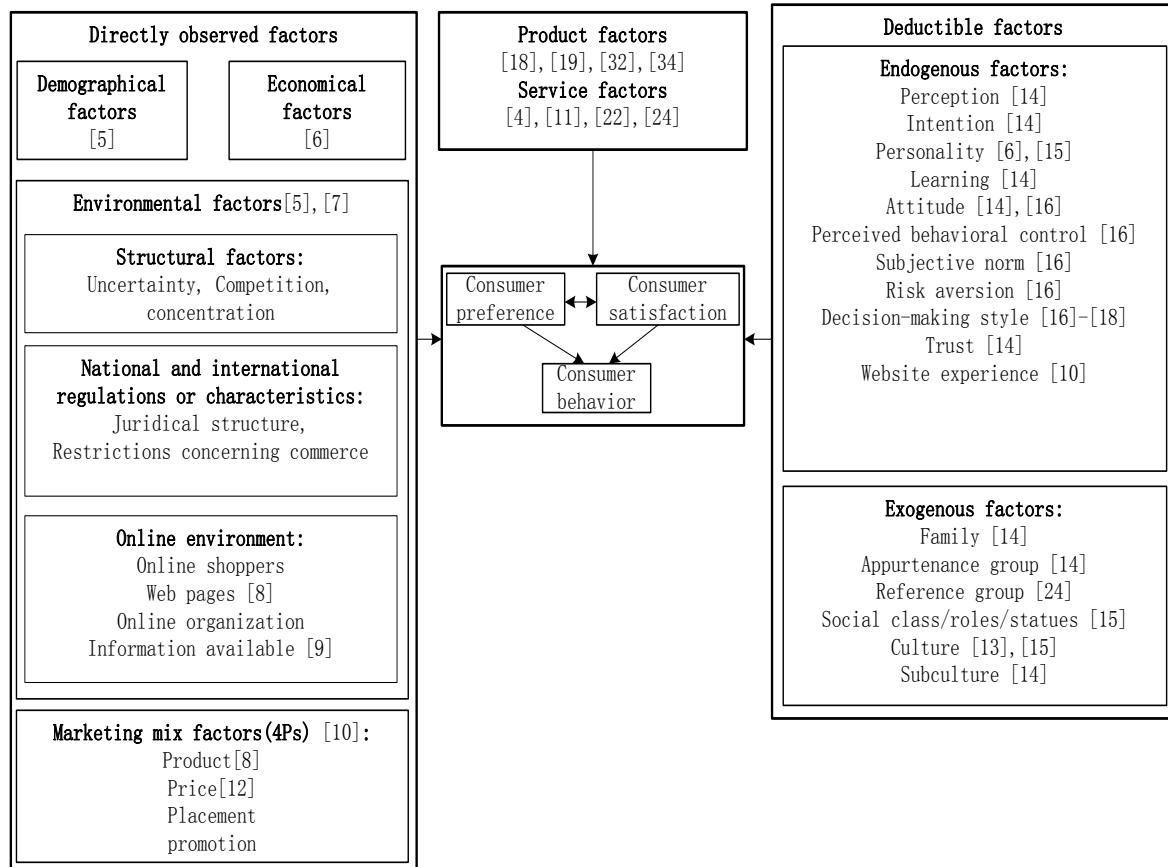 Directly observed factors
Demographical
factors
[5]
Economical
factors
[6]
Environmental factors[5],[7]
Structural factors:
Uncertainty, Competition,
concentration
National and international
regulations or characteristics:
Juridical structure,
Restrictions concerning commerce
Online environment:
Online shoppers
Web pages [8]
Online organization
Information available [9]
Marketing mix factors(4Ps) [10]:
Product[8]
Price[12]
Placement
promotion
Product factors
[18],[19],[32],[34]
Service factors
[4],[11],[22],[24]
Consumer
preference
Consumer
satisfaction
Consumer
behavior
Deductible factors
Endogenous factors:
Perception [14]
Intention [14]
Personality [6],[15]
Learning [14]
Attitude [14],[16]
Perceived behavioral control [16]
Subjective norm [16]
Risk aversion [16]
Decision-making style [16]-[18]
Trust [14]
Website experience [10]
Exogenous factors:
Family [14]
Appurtenance group [14]
Reference group [24]
Social class/roles/statues [15]
Culture [13],[15]
Subculture [14]